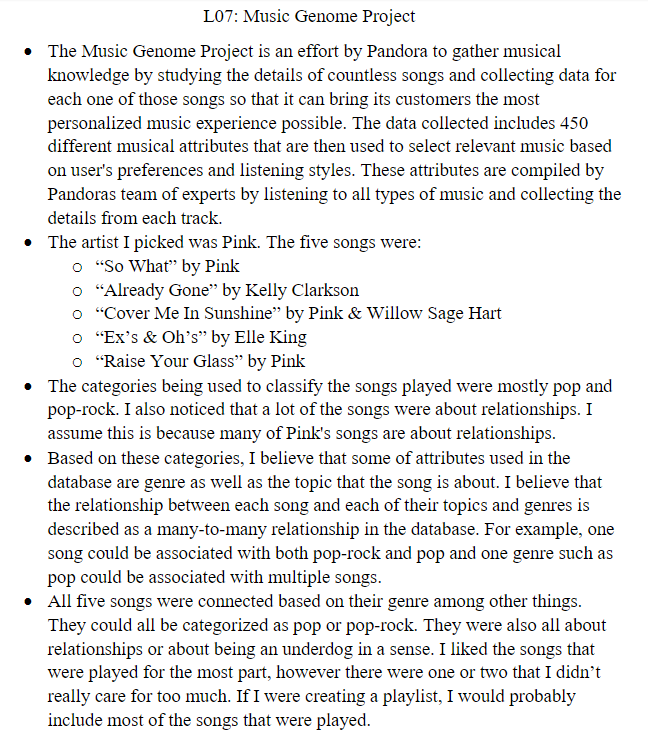 L07: Music Genome Project
• The Music Genome Project is an effort by Pandora to gather musical
knowledge by studying the details of countless songs and collecting data for
each one of those songs so that it can bring its customers the most
personalized music experience possible. The data collected includes 450
different musical attributes that are then used to select relevant music based
on user's preferences and listening styles. These attributes are compiled by
Pandoras team of experts by listening to all types of music and collecting the
details from each track.
• The artist I picked was Pink. The five songs were:
o “So What” by Pink
o “Already Gone” by Kelly Clarkson
o “Cover Me In Sunshine” by Pink & Willow Sage Hart
o “Ex’s & Oh’s” by Elle King
o “Raise Your Glass” by Pink
• The categories being used to classify the songs played were mostly pop and
pop-rock. I also noticed that a lot of the songs were about relationships. I
assume this is because many of Pink's songs are about relationships.
• Based on these categories, I believe that some of attributes used in the
database are genre as well as the topic that the song is about. I believe that
the relationship between each song and each of their topics and genres is
described as a many-to-many relationship in the database. For example, one
song could be associated with both pop-rock and pop and one genre such as
pop could be associated with multiple songs.
• All five songs were connected based on their genre among other things.
They could all be categorized as pop or pop-rock. They were also all about
relationships or about being an underdog in a sense. I liked the songs that
were played for the most part, however there were one or two that I didn’t
really care for too much. If I were creating a playlist, I would probably
include most of the songs that were played.